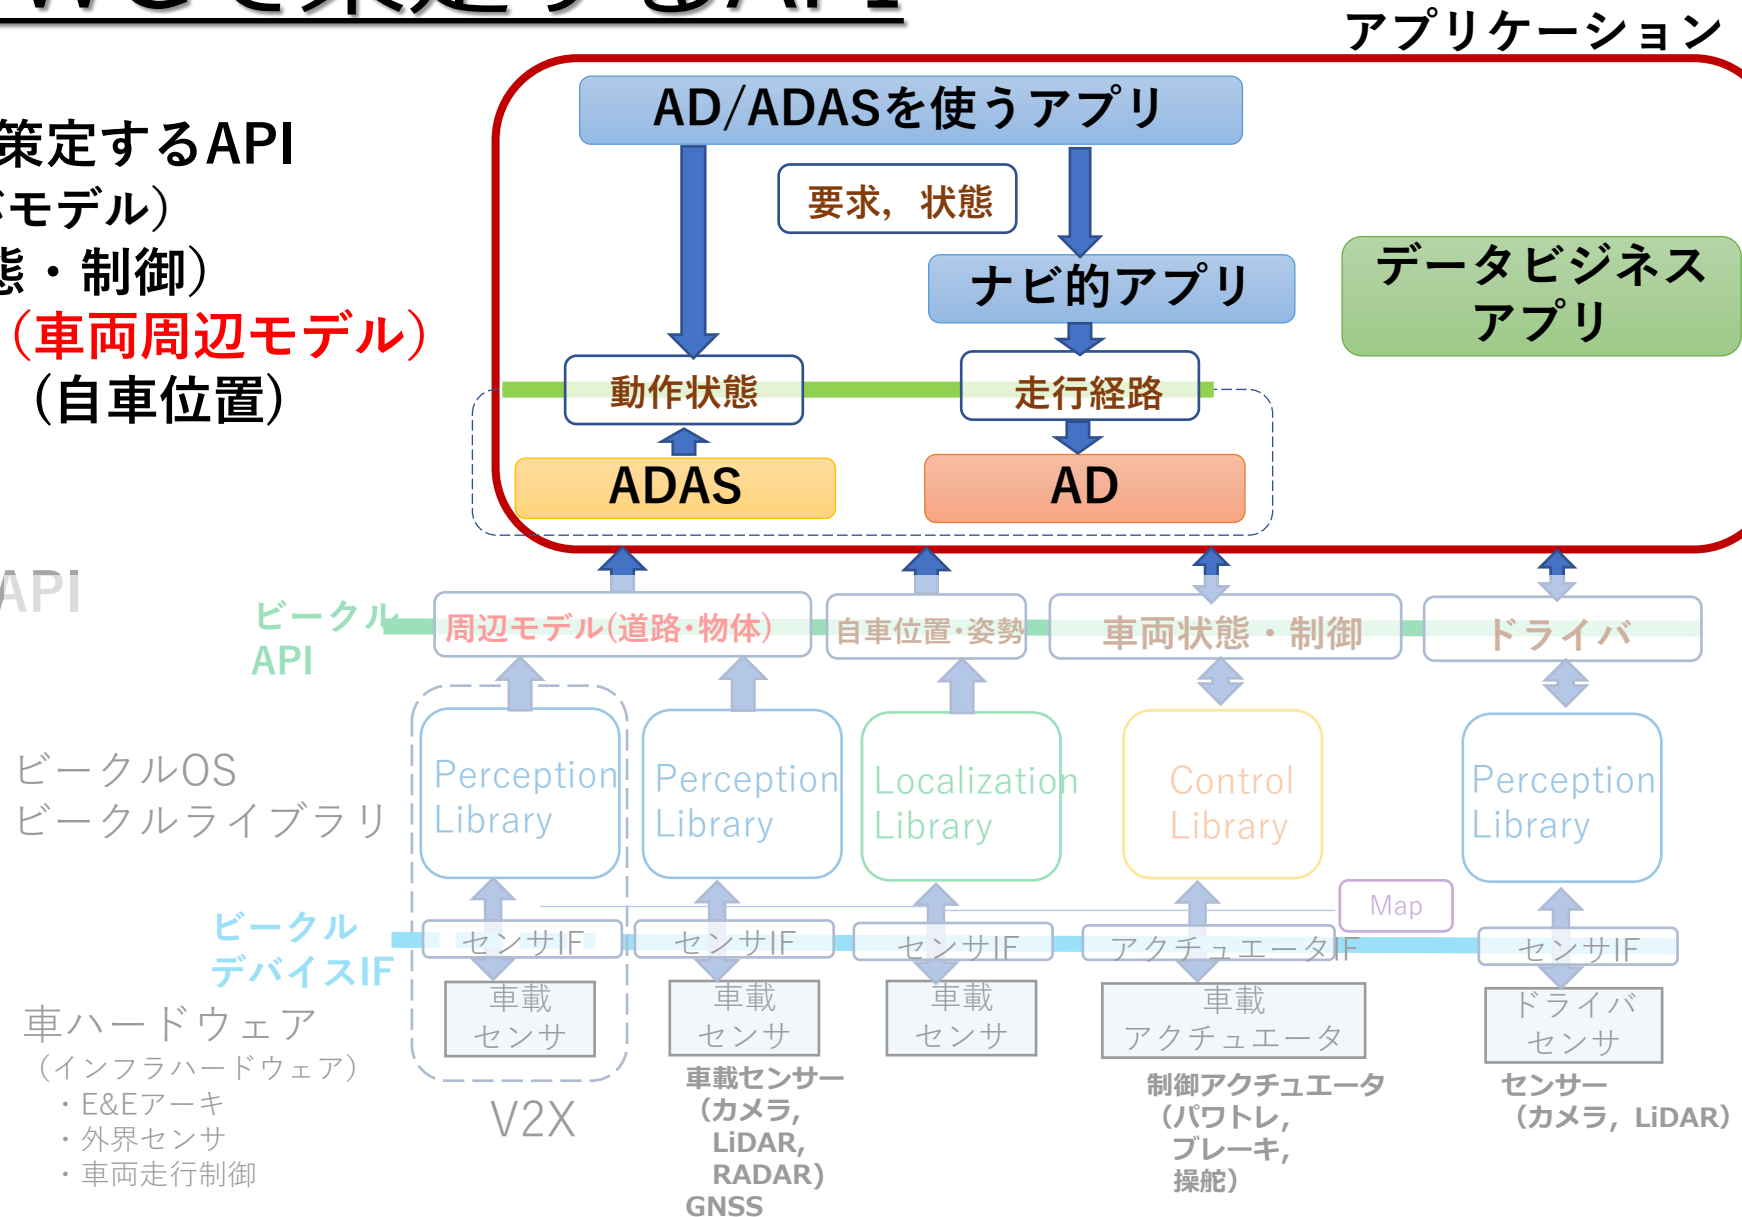 WGで策定するAPI
アプリケーション
策定するAPI
モデル）
態・制御）
（車両周辺モデル）
（自車位置）
AD/ADASを使うアプリ
要求，状態
ナビ的アプリ
データビジネス
アプリ
動作状態
走行経路
ADAS
AD
API
ビークル
API
周辺モデル(道路・物体)
自車位置・姿勢
車両状態・制御
ドライバ
ビークルOS
ビークルライブラリ
Perception
Library
Perception
Library
Localization
Library
Control
Library
Perception
Library
Map
ビークル
デバイスIF
センサIF
センサIF
センサIF
アクチュエータIF
センサIF
車ハードウェア
（インフラハードウェア）
・E&Eアーキ
・外界センサ
・車両走行制御
車載
センサ
車載
センサ
車載
センサ
車載
アクチュエータ
ドライバ
センサ
V2X
車載センサー
（カメラ，
LiDAR,
RADAR）
GNSS
制御アクチュエータ
（パワトレ，
ブレーキ，
操舵）
センサー
（カメラ，LiDAR）